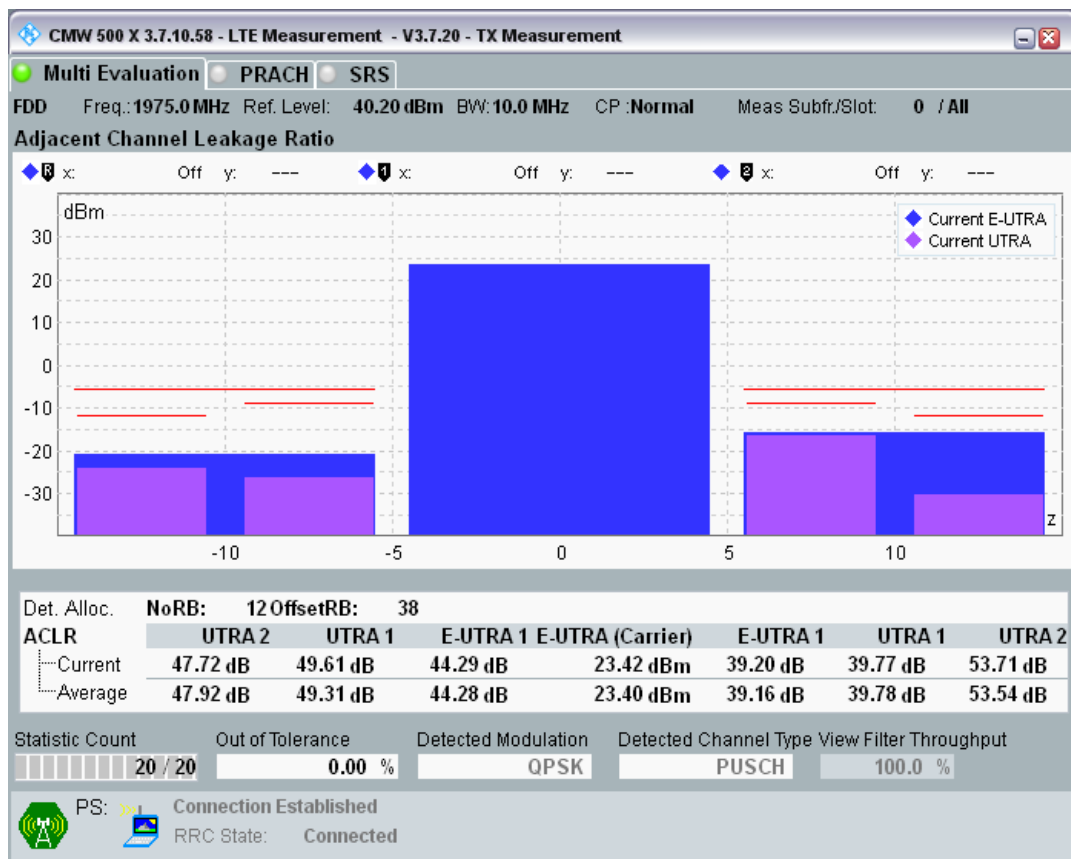 CMW 500 X 3.7.10.58 - LTE Measurement - V3.7.20 - TX Measurement
Multi Evaluation PRACH SRS
FDD Freq.:1975.0 MHz Ref. Level: 40.20 dBm BW:10.0 MHz CP :Normal Meas Subfr./Slot: 0 / All
Adjacent Channel Leakage Ratio
R x: Off y: --- 1 x: Off y: --- 2 x: Off y: ---
dBm
Current E-UTRA
Current UTRA
30
20
10
0
-10
-20
-30
z
-10 -5 0 5 10
Det. Alloc. NoRB: 12 OffsetRB: 38
ACLR UTRA 2 UTRA 1 E-UTRA 1 E-UTRA (Carrier) E-UTRA 1 UTRA 1 UTRA 2
Current 47.72 dB 49.61 dB 44.29 dB 23.42 dBm 39.20 dB 39.77 dB 53.71 dB
Average 47.92 dB 49.31 dB 44.28 dB 23.40 dBm 39.16 dB 39.78 dB 53.54 dB
Statistic Count Out of Tolerance Detected Modulation Detected Channel Type View Filter Throughput
20 / 20 0.00 % QPSK PUSCH 100.0 %
PS: Connection Established
RRC State: Connected